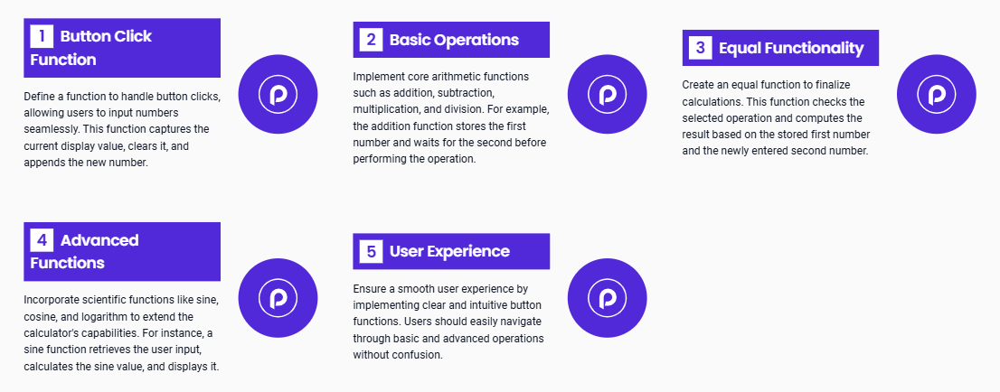 1 Button Click
Function
Define a function to handle button clicks,
allowing users to input numbers
seamlessly. This function captures the
current display value, clears it, and
appends the new number.
2 Basic Operations
Implement core arithmetic functions
such as addition, subtraction,
multiplication, and division. For example,
the addition function stores the first
number and waits for the second before
performing the operation.
3 Equal Functionality
Create an equal function to finalize
calculations. This function checks the
selected operation and computes the
result based on the stored first number
and the newly entered second number.
4 Advanced
Functions
Incorporate scientific functions like sine,
cosine, and logarithm to extend the
calculator's capabilities. For instance, a
sine function retrieves the user input,
calculates the sine value, and displays it.
5 User Experience
Ensure a smooth user experience by
implementing clear and intuitive button
functions. Users should easily navigate
through basic and advanced operations
without confusion.